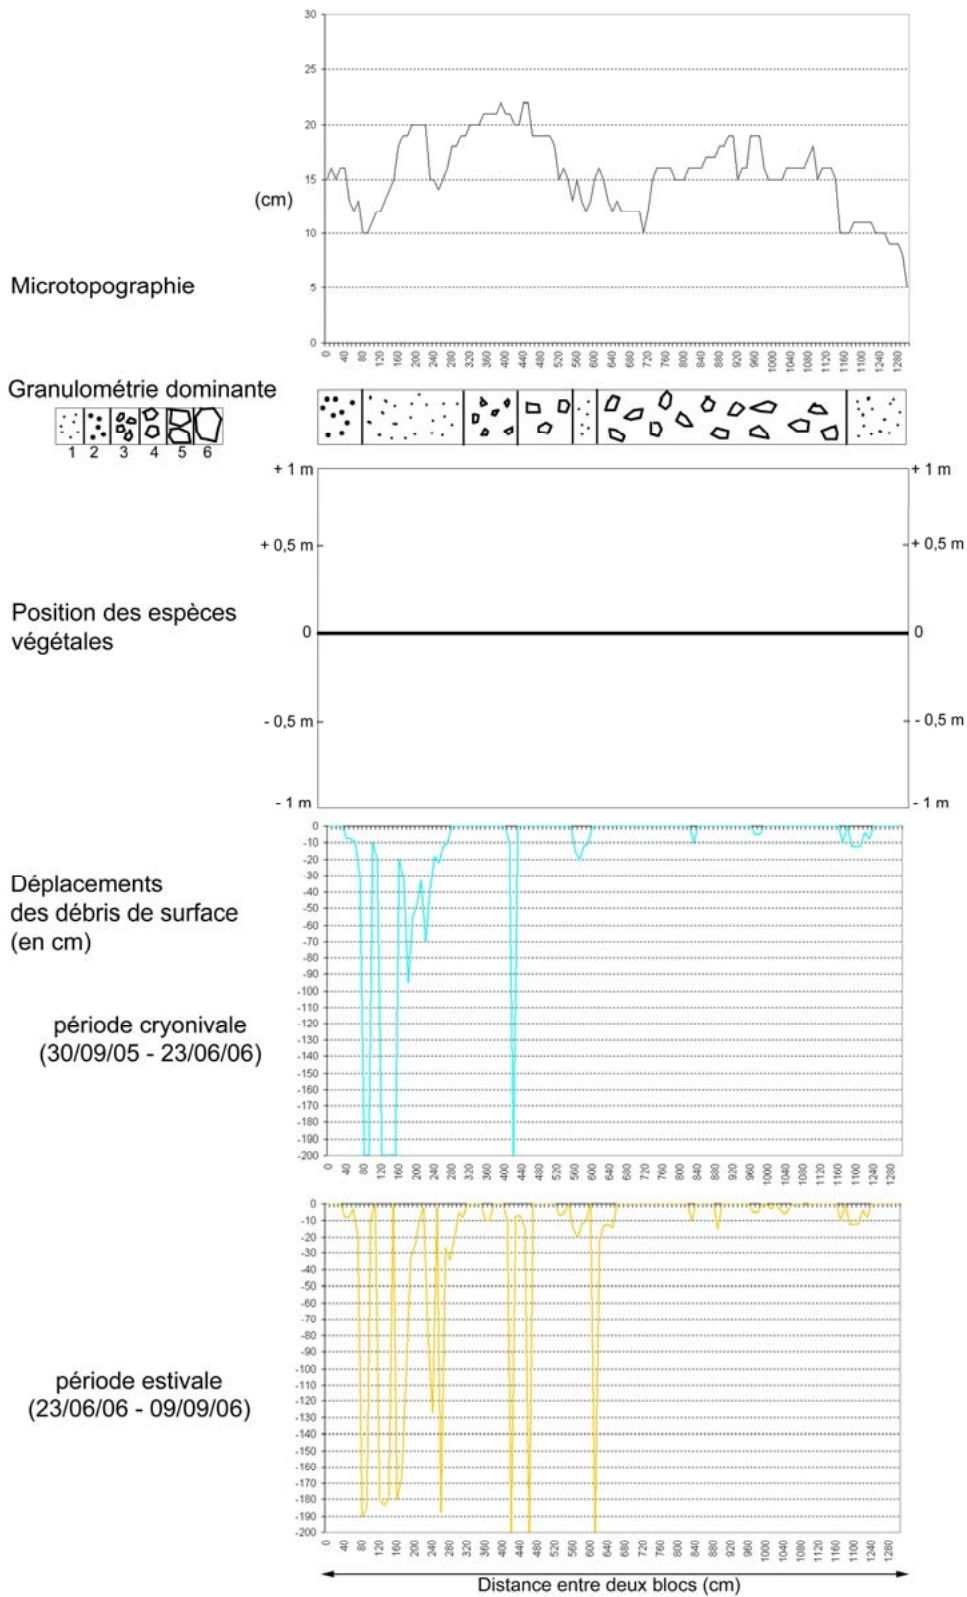 30
25
20
15
(cm)
10
Microtopographie
5
0
0 40 80 120 160 200 240 280 320 360 400 440 480 520 560 600 640 680 720 760 800 840 880 920 960 1000 1040 1080 1120 1160 1200 1240 1280
Granulométrie dominante
1 2 3 4 5 6
+ 1 m + 1 m
+ 0,5 m + 0,5 m
Position des espèces
végétales
0 0
- 0,5 m - 0,5 m
- 1 m - 1 m
0
-10
-20
-30
-40
-50
-60
-70
-80
-90
-100
-110
-120
-130
-140
-150
-160
-170
-180
-190
-200
Déplacements
des débris de surface
(en cm)
période cryonivale
(30/09/05 - 23/06/06)
0 40 80 120 160 200 240 280 320 360 400 440 480 520 560 600 640 680 720 760 800 840 880 920 960 1000 1040 1080 1120 1160 1200 1240 1280
0
-10
-20
-30
-40
-50
-60
-70
-80
-90
-100
-110
-120
-130
-140
-150
-160
-170
-180
-190
-200
période estivale
(23/06/06 - 09/09/06)
0 40 80 120 160 200 240 280 320 360 400 440 480 520 560 600 640 680 720 760 800 840 880 920 960 1000 1040 1080 1120 1160 1200 1240 1280
Distance entre deux blocs (cm)